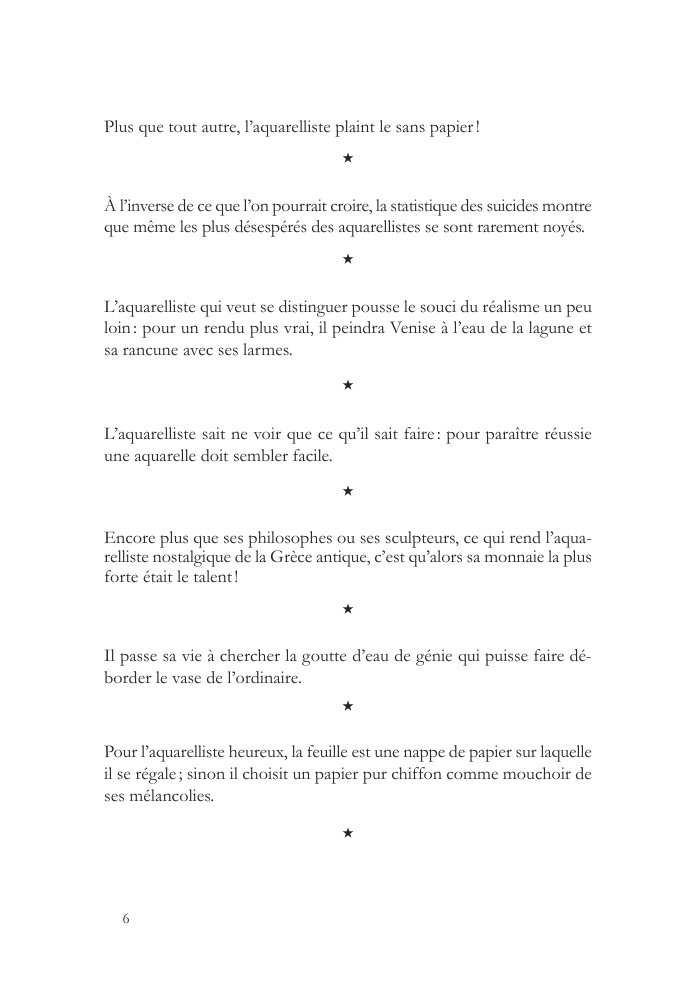 Plus que tout autre, l’aquarelliste plaint le sans papier !
★
À l’inverse de ce que l’on pourrait croire, la statistique des suicides montre
que même les plus désespérés des aquarellistes se sont rarement noyés.
★
L’aquarelliste qui veut se distinguer pousse le souci du réalisme un peu
loin : pour un rendu plus vrai, il peindra Venise à l’eau de la lagune et
sa rancune avec ses larmes.
★
L’aquarelliste sait ne voir que ce qu’il sait faire : pour paraître réussie
une aquarelle doit sembler facile.
★
Encore plus que ses philosophes ou ses sculpteurs, ce qui rend l’aqua-
relliste nostalgique de la Grèce antique, c’est qu’alors sa monnaie la plus
forte était le talent !
★
Il passe sa vie à chercher la goutte d’eau de génie qui puisse faire dé-
border le vase de l’ordinaire.
★
Pour l’aquarelliste heureux, la feuille est une nappe de papier sur laquelle
il se régale ; sinon il choisit un papier pur chiffon comme mouchoir de
ses mélancolies.
★
6